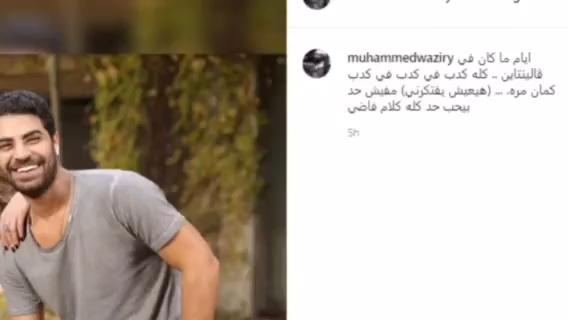 muhammedwaziry ايام ما كان في
ڤالينتاين .. كله كدب في كدب في كدب
كمان مره. ... (هيعيش يفتكرني) مفيش حد
بيحب حد كله كلام فاضي
5h